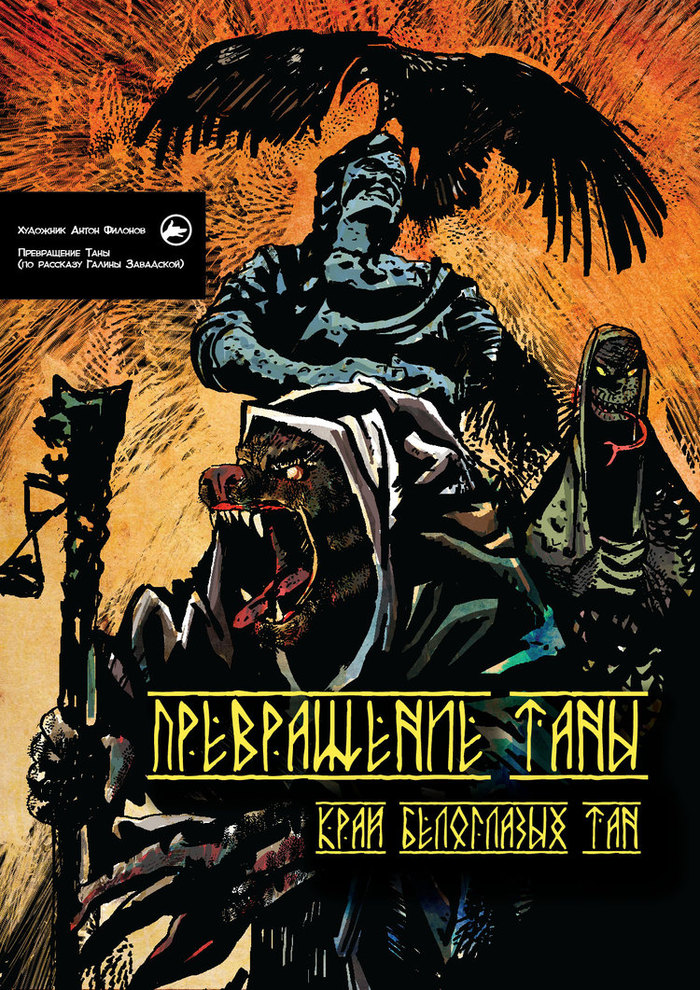 Художник Антон Филонов
Превращение Таны
(по рассказу Галины Завадской)
ПРЕВРАЩЕНИЕ ТАНЫ
КРАЙ БЕЛОГЛАЗЫХ ТАН